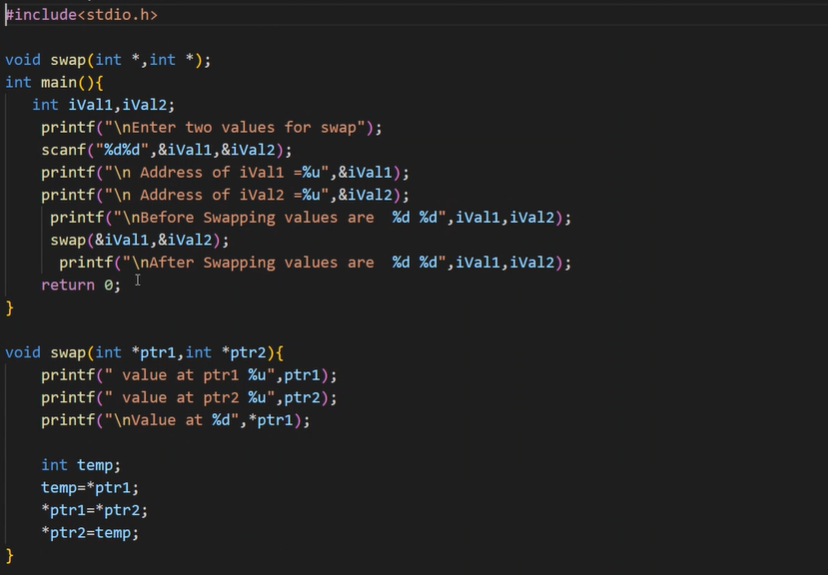 #include<stdio.h>
void swap(int *,int *);
int main(){
int iVal1,iVal2;
printf("\nEnter two values for swap");
scanf("%d%d",&iVal1,&iVal2);
printf("\n Address of iVal1 =%u",&iVal1);
printf("\n Address of iVal2 =%u",&iVal2);
printf("\nBefore Swapping values are  %d %d",iVal1,iVal2);
swap(&iVal1,&iVal2);
printf("\nAfter Swapping values are  %d %d",iVal1,iVal2);
return 0;
}
void swap(int *ptr1,int *ptr2){
printf(" value at ptr1 %u",ptr1);
printf(" value at ptr2 %u",ptr2);
printf("\nValue at %d",*ptr1);
int temp;
temp=*ptr1;
*ptr1=*ptr2;
*ptr2=temp;
}